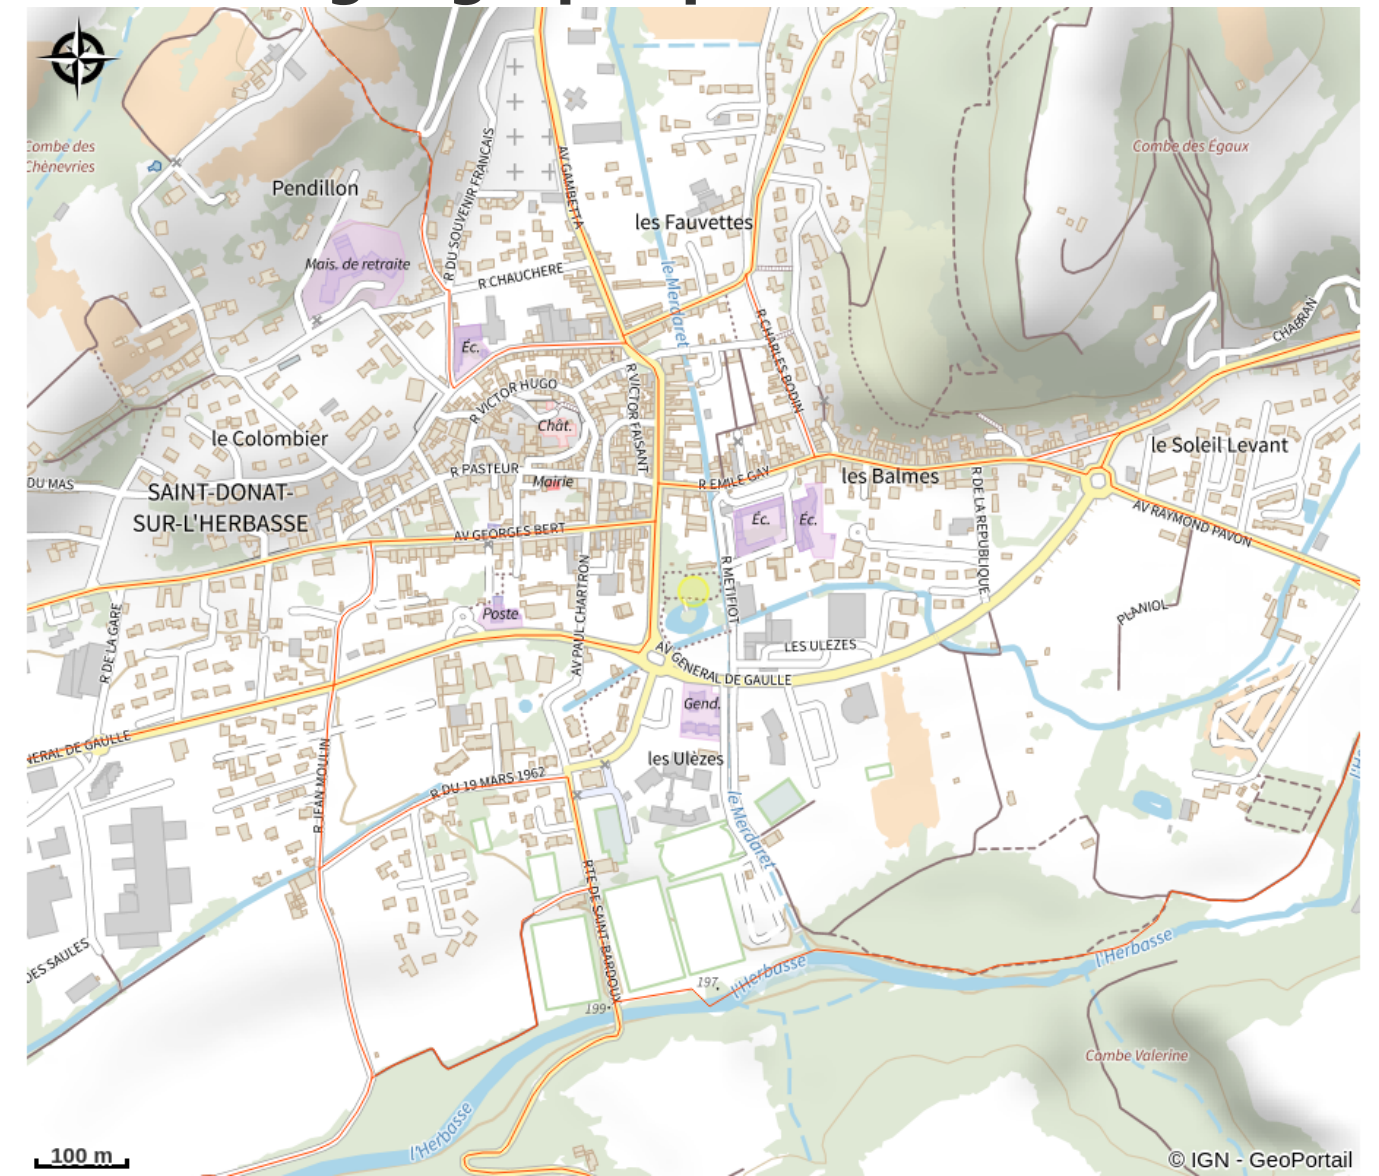 Combe des
Chènevries
Pendillon
Mais. de retraite
R DU SOUVENIR FRANCAIS
AV GAMBETTA
les Fauvettes
Combe des Égaux
R CHAUCHERE
le Merdaret
R CHARLES BODIN
CHABRAN
Éc.
R VICTOR HUGO
R VICTOR FAISANT
Chât.
le Colombier
R PASTEUR
Mairie
R EMILE GAY
les Balmes
le Soleil Levant
DU MAS
SAINT-DONAT-
SUR-L'HERBASSE
AV GEORGES BERT
Éc.
Éc.
R DE LA REPUBLIQUE
AV RAYMOND PAVON
R METIFIOT
AV PAUL CHARTRON
Poste
R DE LA GARE
PLANIOL
LES ULEZES
AV GENERAL DE GAULLE
Gend.
NERAL DE GAULLE
R JEAN MOULIN
les Ulèzes
R DU 19 MARS 1962
le Merdaret
RTE DE SAINT-BARDOUX
DES SAULES
197
199
l'Herbasse
l'Herbasse
l'Herbasse
Combe Valerine
100 m
© IGN - GeoPortail